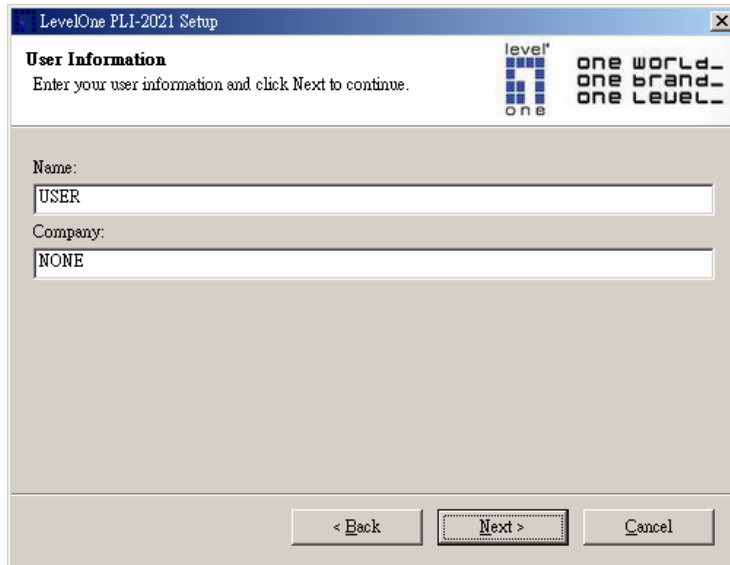 LevelOne PLI-2021 Setup
User Information
Enter your user information and click Next to continue.
level
one
one world_
one brand_
one level_
Name:
USER
Company:
NONE
< Back
Next >
Cancel